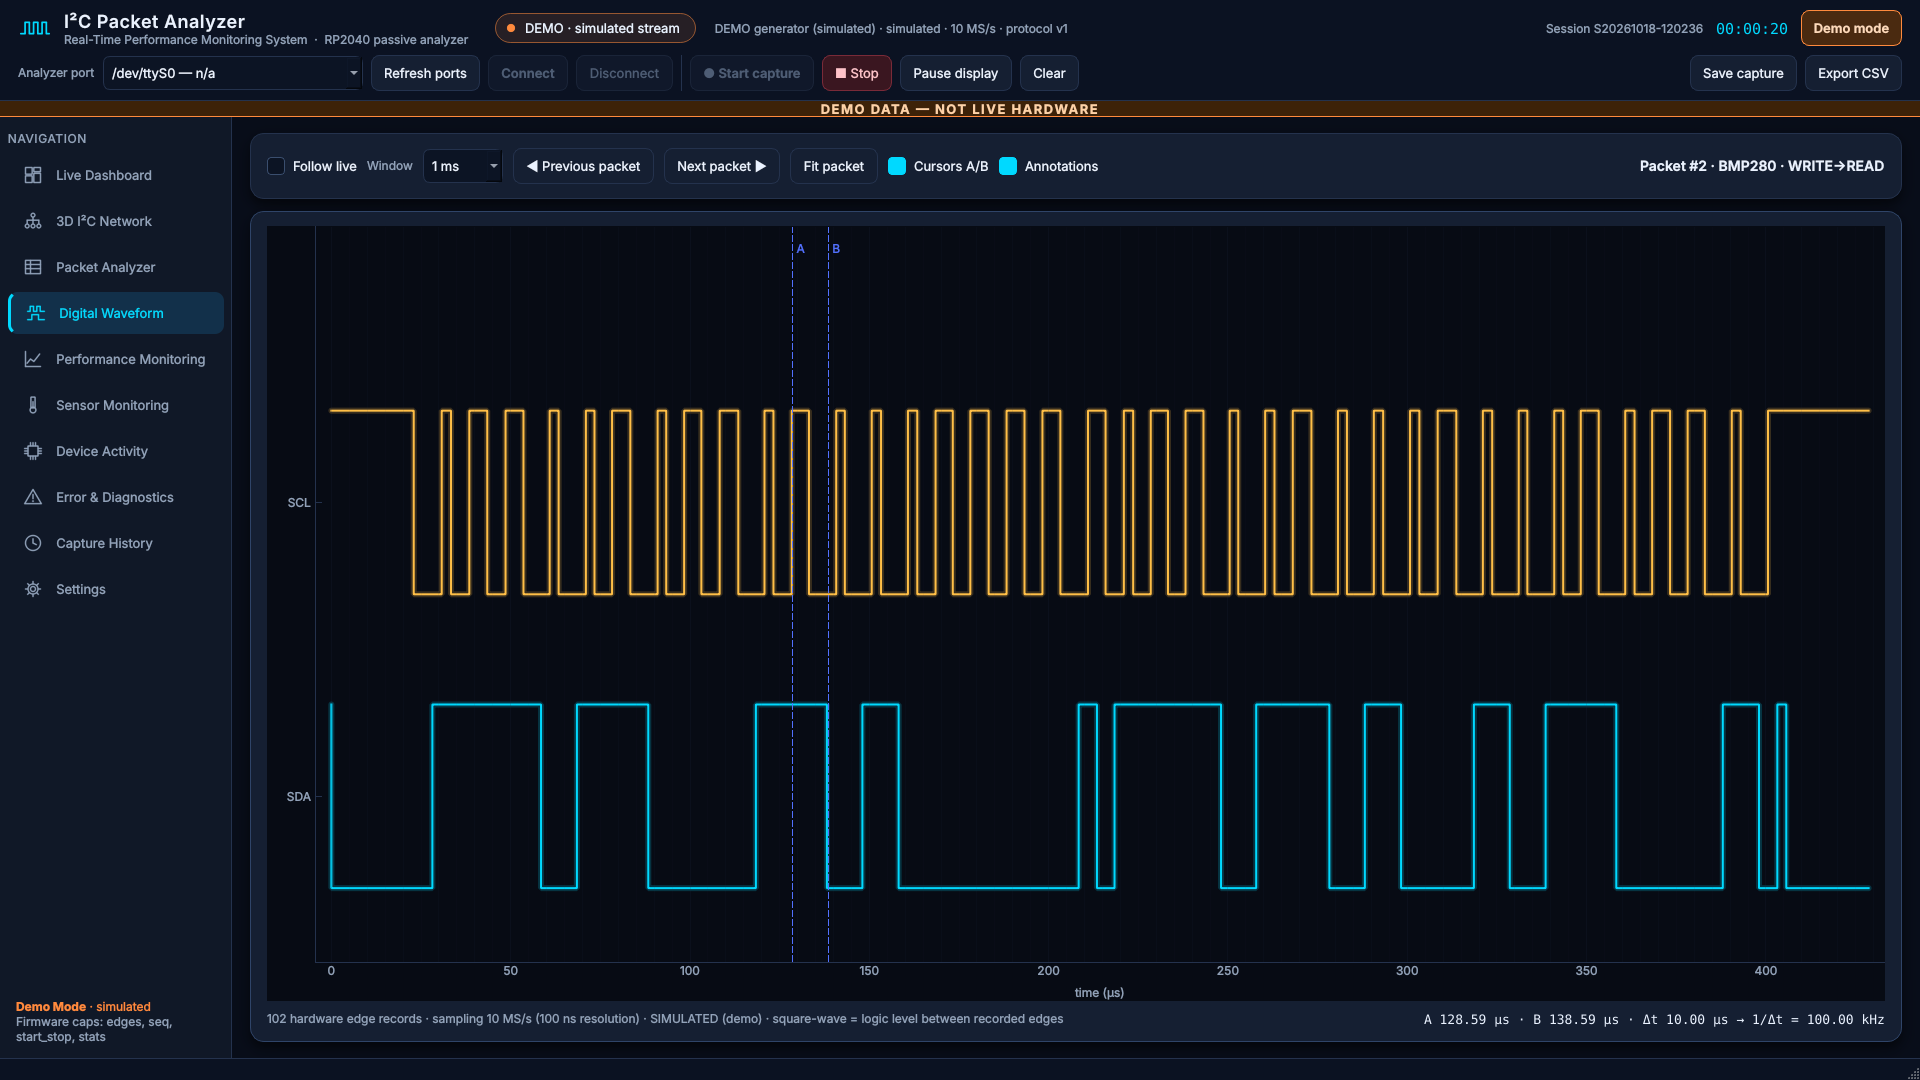 I²C Packet Analyzer
Real-Time Performance Monitoring System · RP2040 passive analyzer
DEMO · simulated stream
DEMO generator (simulated) · simulated · 10 MS/s · protocol v1
Session S20261018-120236
00:00:20
Demo mode
Analyzer port
/dev/ttyS0 — n/a
Refresh ports
Connect
Disconnect
Start capture
Stop
Pause display
Clear
Save capture
Export CSV
DEMO DATA — NOT LIVE HARDWARE
NAVIGATION
Live Dashboard
3D I²C Network
Packet Analyzer
Digital Waveform
Performance Monitoring
Sensor Monitoring
Device Activity
Error & Diagnostics
Capture History
Settings
Demo Mode · simulated
Firmware caps: edges, seq,
start_stop, stats
Follow live
Window
1 ms
◀ Previous packet
Next packet ▶
Fit packet
Cursors A/B
Annotations
Packet #2 · BMP280 · WRITE→READ
A
B
SCL
SDA
0
50
100
150
200
250
300
350
400
time (µs)
102 hardware edge records · sampling 10 MS/s (100 ns resolution) · SIMULATED (demo) · square-wave = logic level between recorded edges
A 128.59 µs · B 138.59 µs · Δt 10.00 µs → 1/Δt = 100.00 kHz